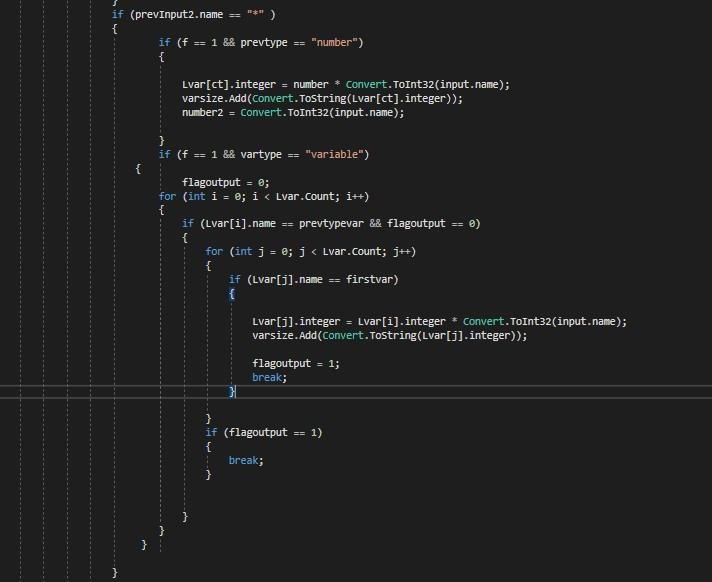 }
if (prevInput2.name == "*" )
{
if (f == 1 && prevtype == "number")
{
Lvar[ct].integer = number * Convert.ToInt32(input.name);
varsize.Add(Convert.ToString(Lvar[ct].integer));
number2 = Convert.ToInt32(input.name);
}
if (f == 1 && vartype == "variable")
{
flagoutput = 0;
for (int i = 0; i < Lvar.Count; i++)
{
if (Lvar[i].name == prevtypevar && flagoutput == 0)
{
for (int j = 0; j < Lvar.Count; j++)
{
if (Lvar[j].name == firstvar)
{
Lvar[j].integer = Lvar[i].integer * Convert.ToInt32(input.name);
varsize.Add(Convert.ToString(Lvar[j].integer));
flagoutput = 1;
break;
}
}
if (flagoutput == 1)
{
break;
}
}
}
}
}